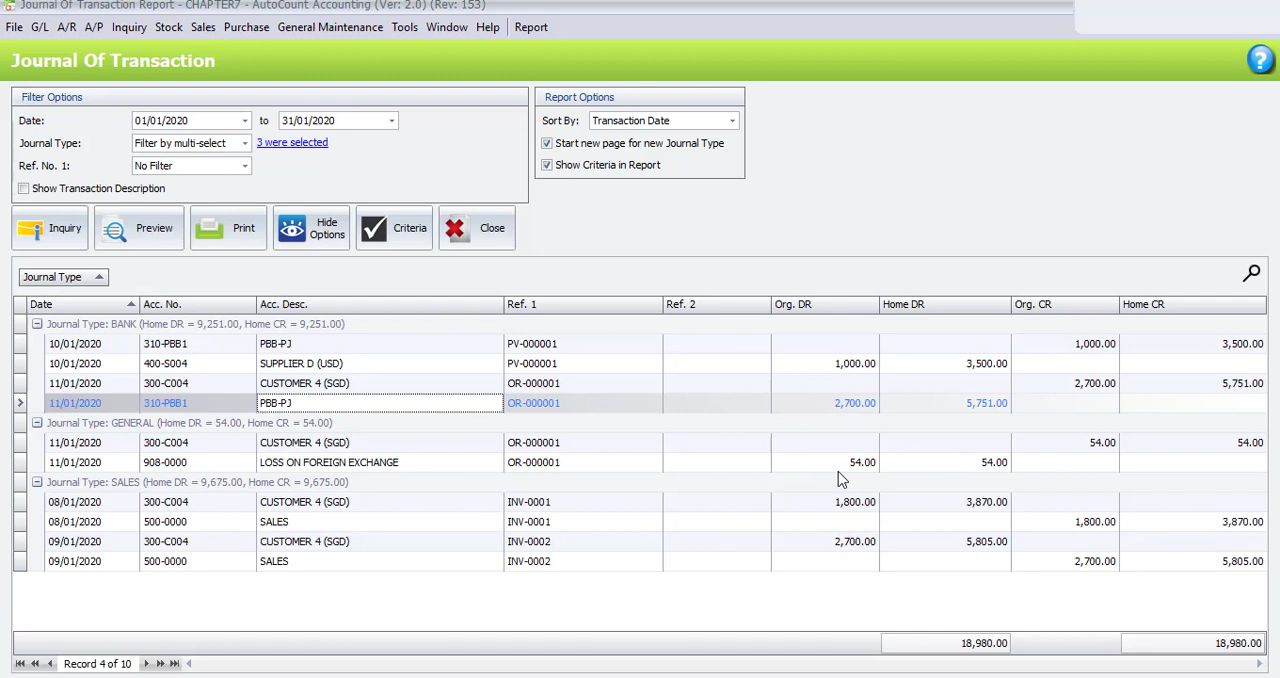 Journal Of Transaction Report - CHAPTER7 - AutoCount Accounting (Ver: 2.0) (Rev: 153)
File G/L A/R A/P Inquiry Stock Sales Purchase General Maintenance Tools Window Help Report
Journal Of Transaction
?
Filter Options Report Options
Date: 01/01/2020 to 31/01/2020 Sort By: Transaction Date
Journal Type: Filter by multi-select 3 were selected Start new page for new Journal Type
Ref. No. 1: No Filter Show Criteria in Report
Show Transaction Description
Inquiry Preview Print Hide Options Criteria Close
Journal Type
Date Acc. No. Acc. Desc. Ref. 1 Ref. 2 Org. DR Home DR Org. CR Home CR
Journal Type: BANK (Home DR = 9,251.00, Home CR = 9,251.00)
10/01/2020 310-PBB1 PBB-PJ PV-000001 1,000.00 3,500.00
10/01/2020 400-S004 SUPPLIER D (USD) PV-000001 1,000.00 3,500.00
11/01/2020 300-C004 CUSTOMER 4 (SGD) OR-000001 2,700.00 5,751.00
11/01/2020 310-PBB1 PBB-PJ OR-000001 2,700.00 5,751.00
Journal Type: GENERAL (Home DR = 54.00, Home CR = 54.00)
11/01/2020 300-C004 CUSTOMER 4 (SGD) OR-000001 54.00 54.00
11/01/2020 908-0000 LOSS ON FOREIGN EXCHANGE OR-000001 54.00 54.00
Journal Type: SALES (Home DR = 9,675.00, Home CR = 9,675.00)
08/01/2020 300-C004 CUSTOMER 4 (SGD) INV-0001 1,800.00 3,870.00
08/01/2020 500-0000 SALES INV-0001 1,800.00 3,870.00
09/01/2020 300-C004 CUSTOMER 4 (SGD) INV-0002 2,700.00 5,805.00
09/01/2020 500-0000 SALES INV-0002 2,700.00 5,805.00
18,980.00 18,980.00
Record 4 of 10